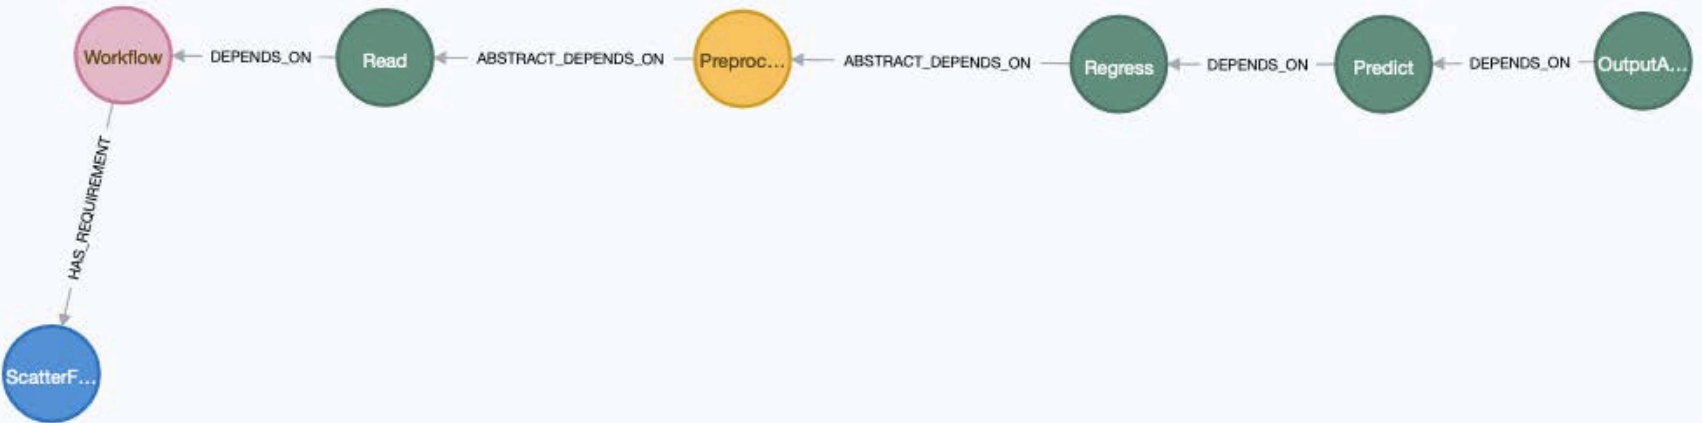 Workflow
DEPENDS_ON
Read
ABSTRACT_DEPENDS_ON
Preproc...
ABSTRACT_DEPENDS_ON
Regress
DEPENDS_ON
Predict
DEPENDS_ON
OutputA...
HAS_REQUIREMENT
ScatterF...